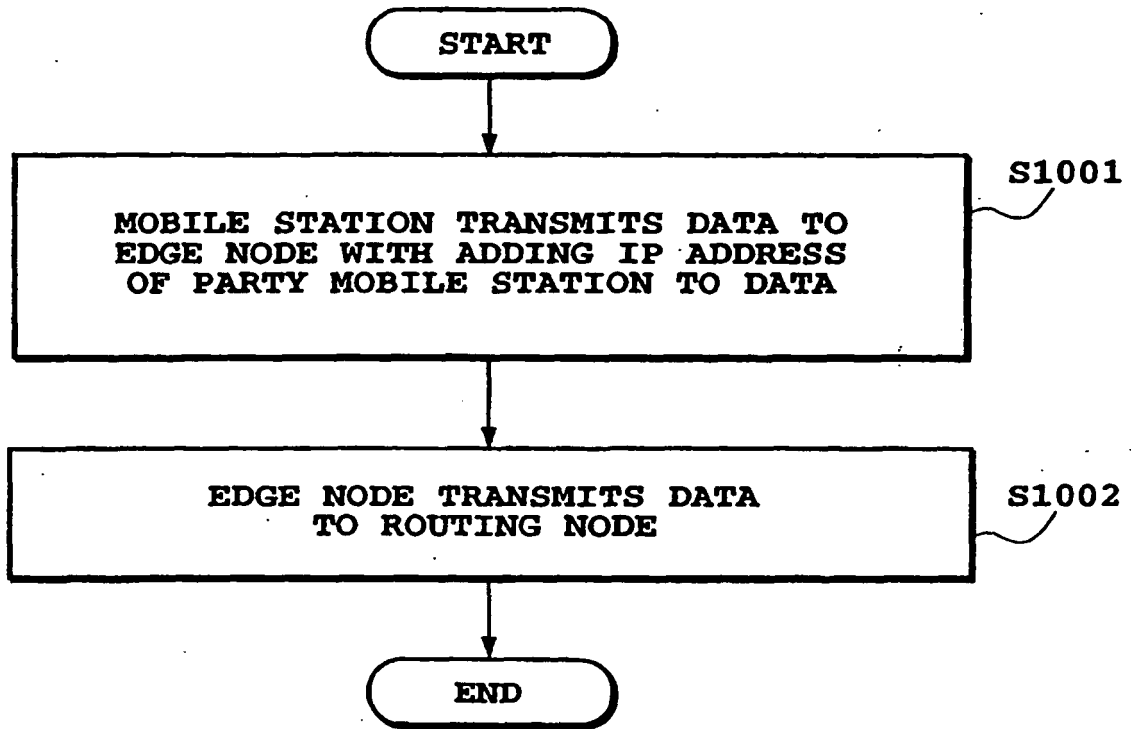 START
S1001
MOBILE STATION TRANSMITS DATA TO
EDGE NODE WITH ADDING IP ADDRESS
OF PARTY MOBILE STATION TO DATA
S1002
EDGE NODE TRANSMITS DATA
TO ROUTING NODE
END